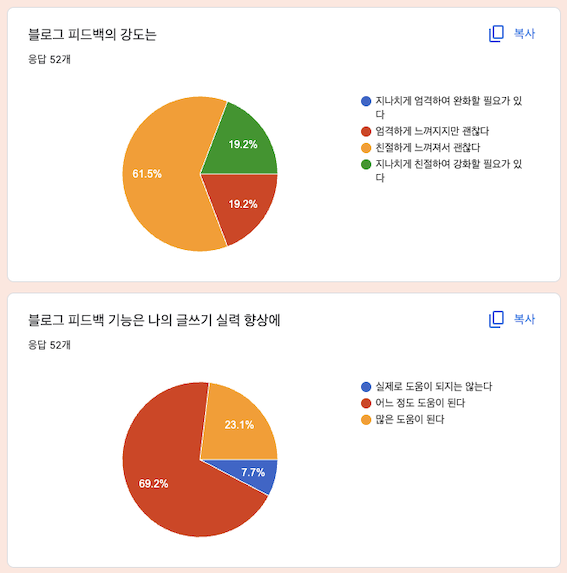 블로그 피드백의 강도는
복사
응답 52개
지나치게 엄격하여 완화할 필요가 있
다
엄격하게 느껴지지만 괜찮다
친절하게 느껴져서 괜찮다
지나치게 친절하여 강화할 필요가 있
다
19.2%
61.5%
19.2%
블로그 피드백 기능은 나의 글쓰기 실력 향상에
복사
응답 52개
실제로 도움이 되지는 않는다
어느 정도 도움이 된다
많은 도움이 된다
23.1%
7.7%
69.2%